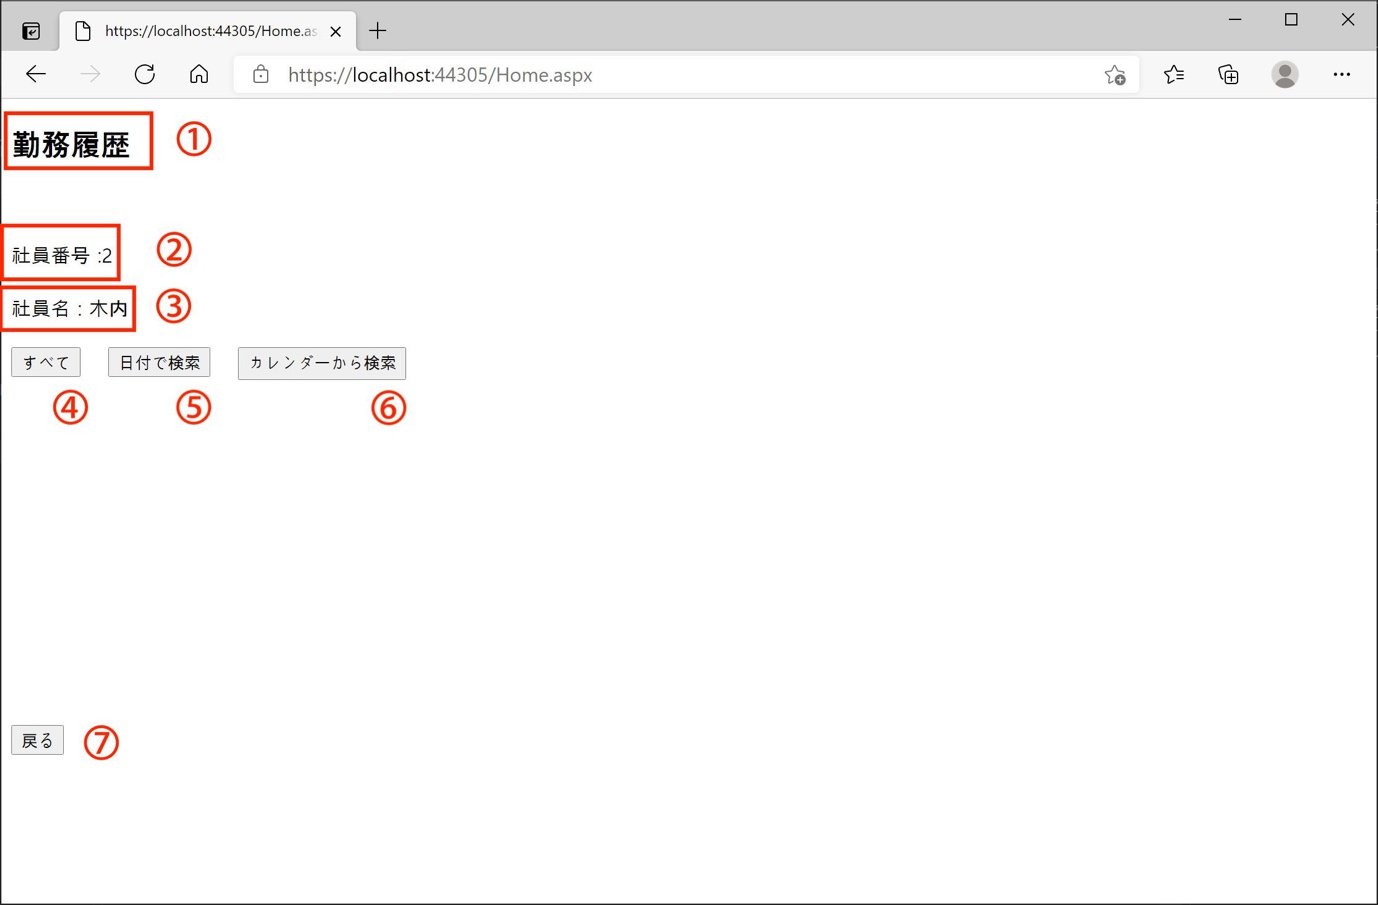 https://localhost:44305/Home.as
https://localhost:44305/Home.aspx
勤務履歴 ①
社員番号 :2 ②
社員名：木内 ③
すべて 日付で検索 カレンダーから検索
④ ⑤ ⑥
戻る ⑦